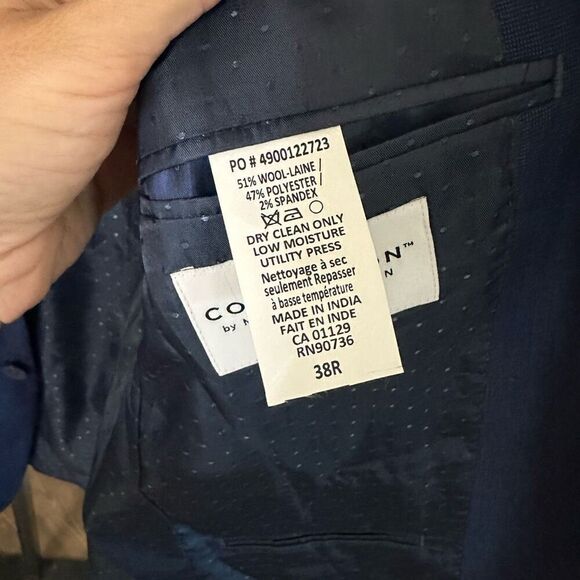 PO # 4900122723
51% WOOL-LAINE /
47% POLYESTER /
2% SPANDEX
DRY CLEAN ONLY
LOW MOISTURE
UTILITY PRESS
Nettoyage à sec
seulement Repasser
à basse température
MADE IN INDIA
FAIT EN INDE
CA 01129
RN90736
38R
by